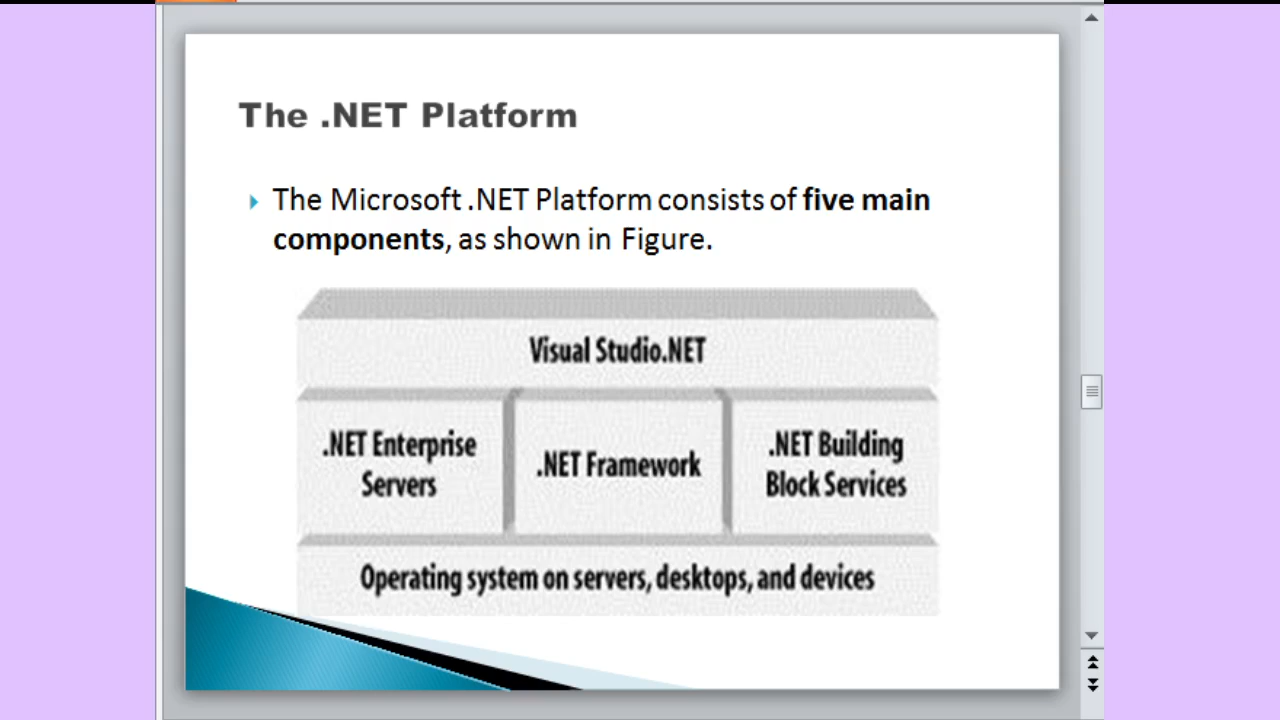 The .NET Platform
The Microsoft .NET Platform consists of five main
components, as shown in Figure.
Visual Studio.NET
.NET Enterprise
Servers
.NET Framework
.NET Building
Block Services
Operating system on servers, desktops, and devices